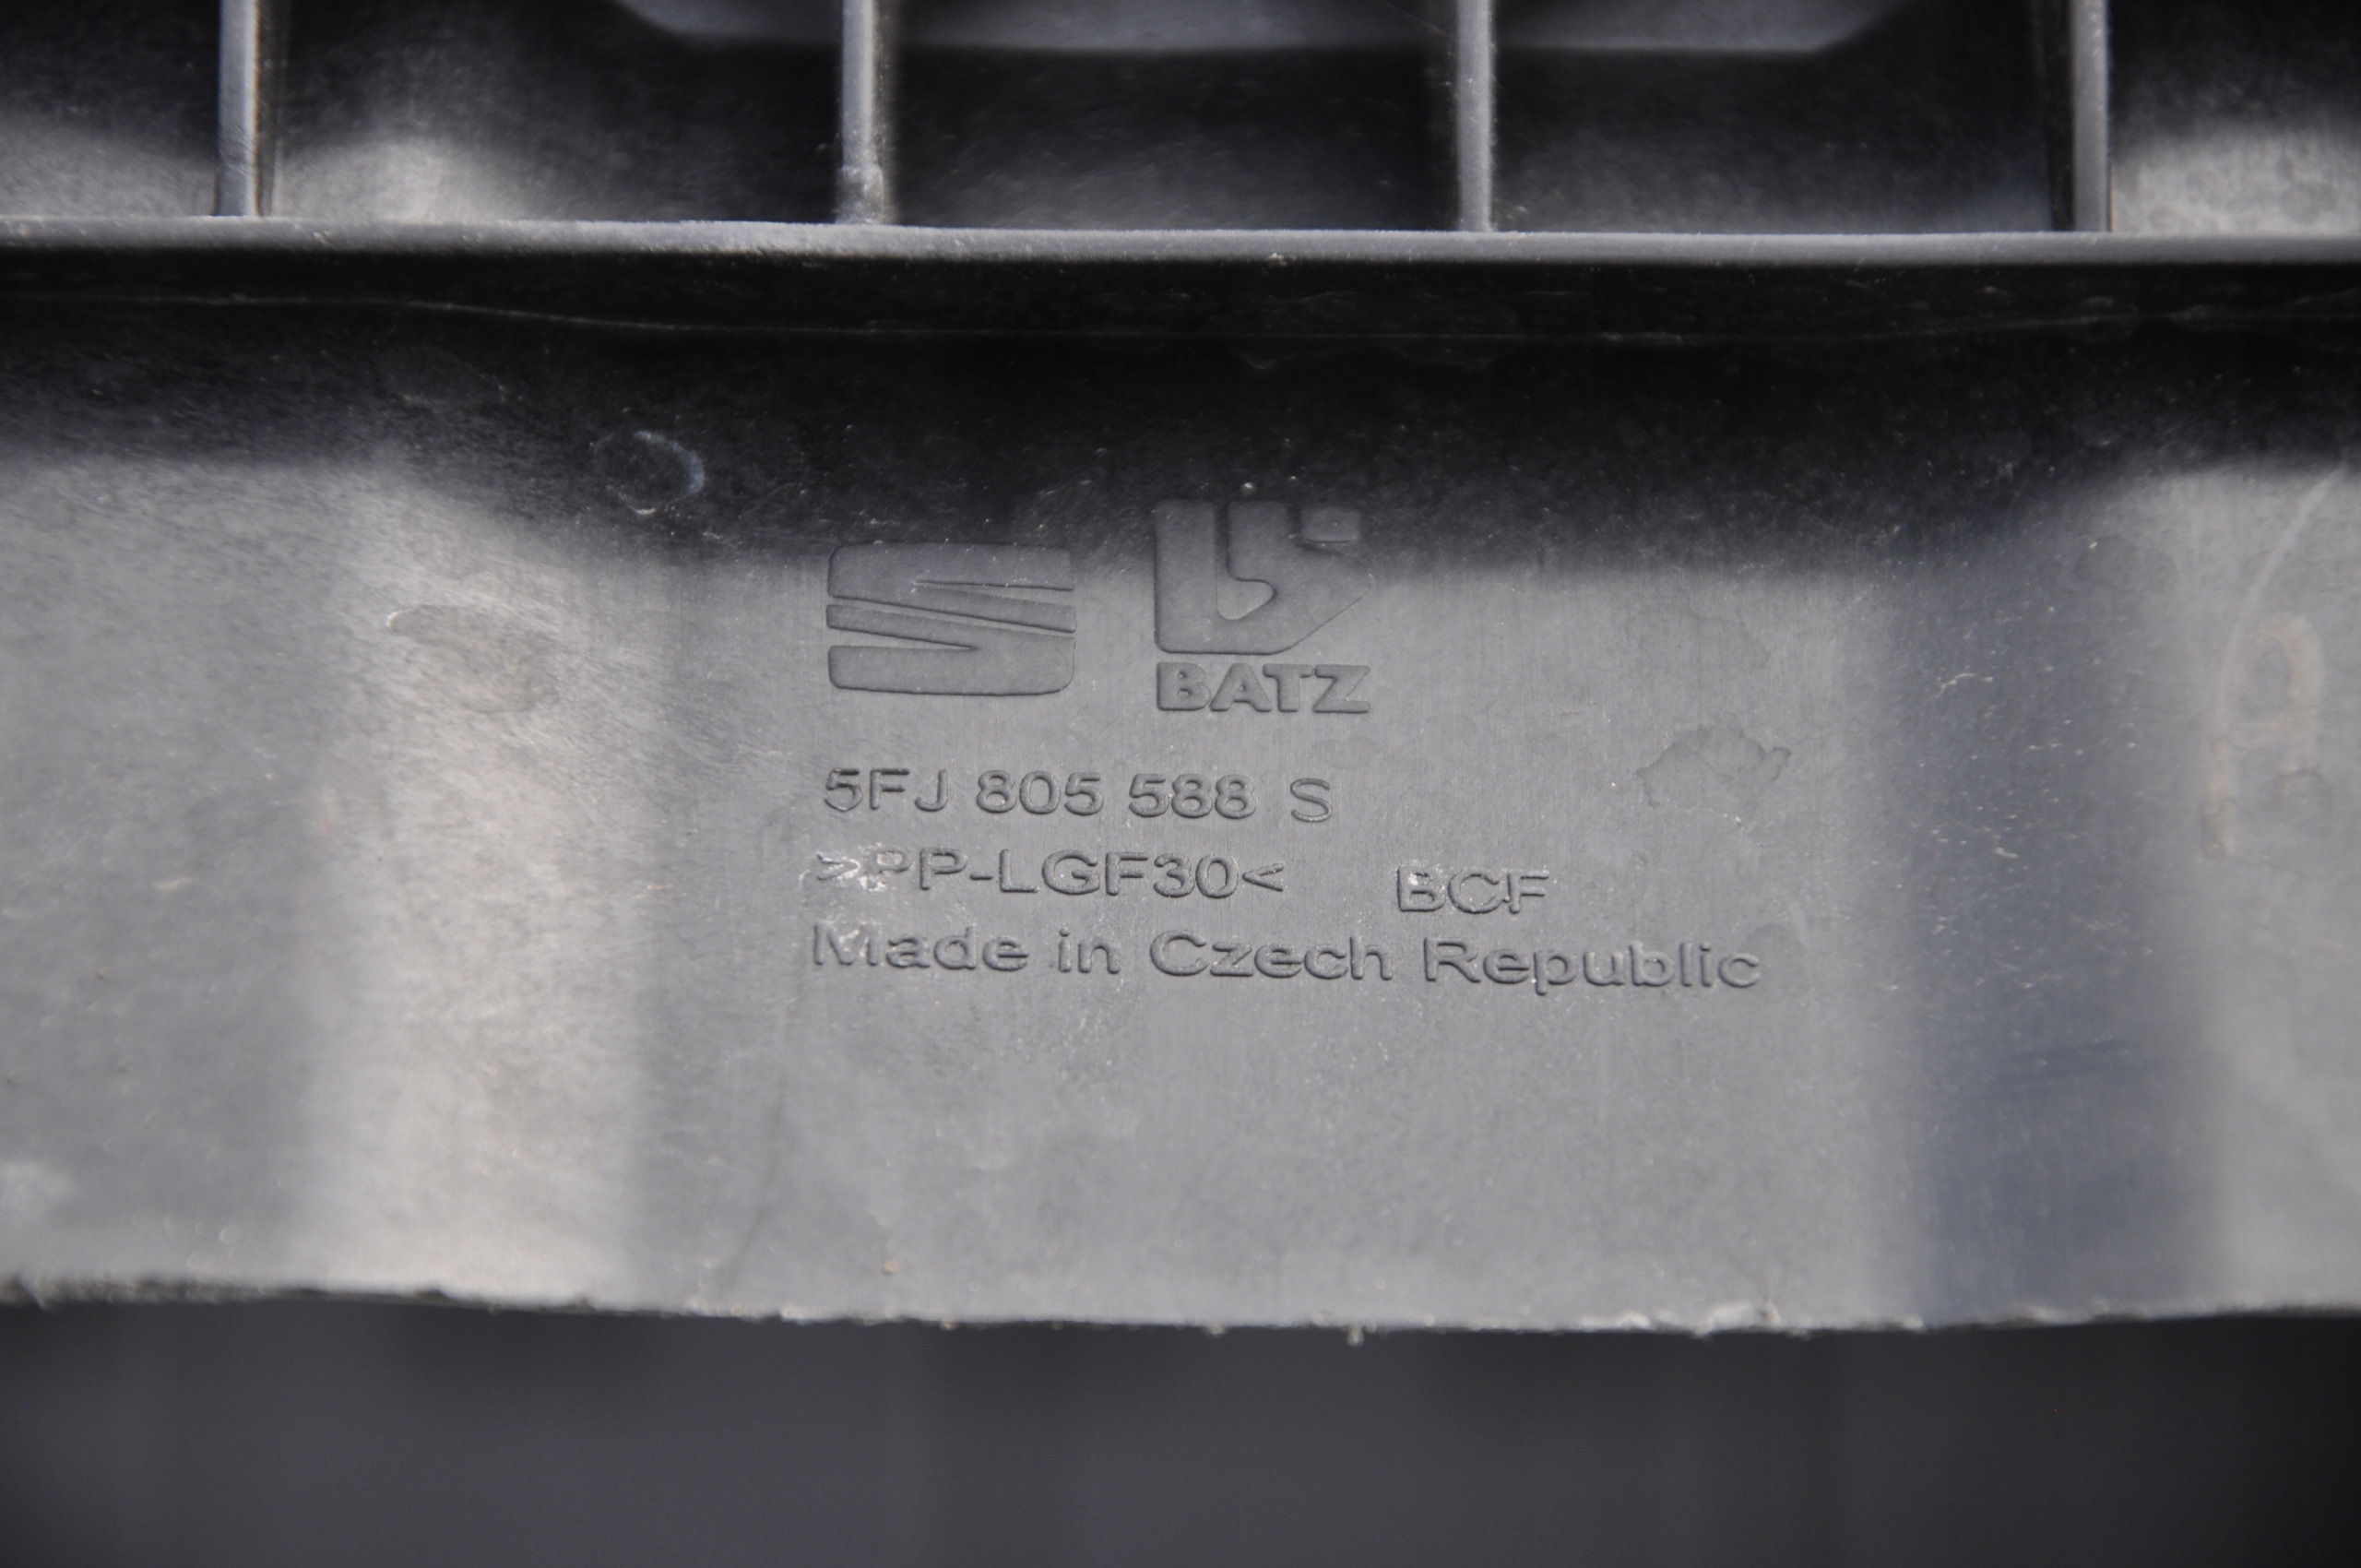 BATZ
5FJ 805 588 S
>PP-LGF30< BCF
Made in Czech Republic